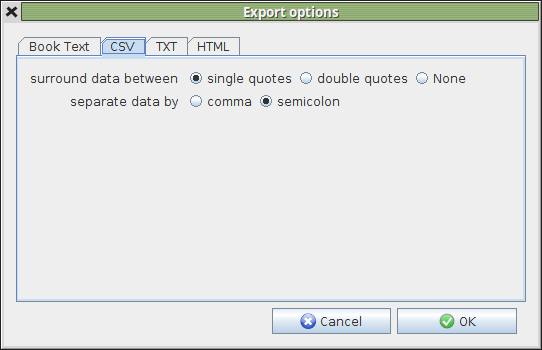 Export options
Book Text CSV TXT HTML
surround data between single quotes double quotes None
separate data by comma semicolon
Cancel OK